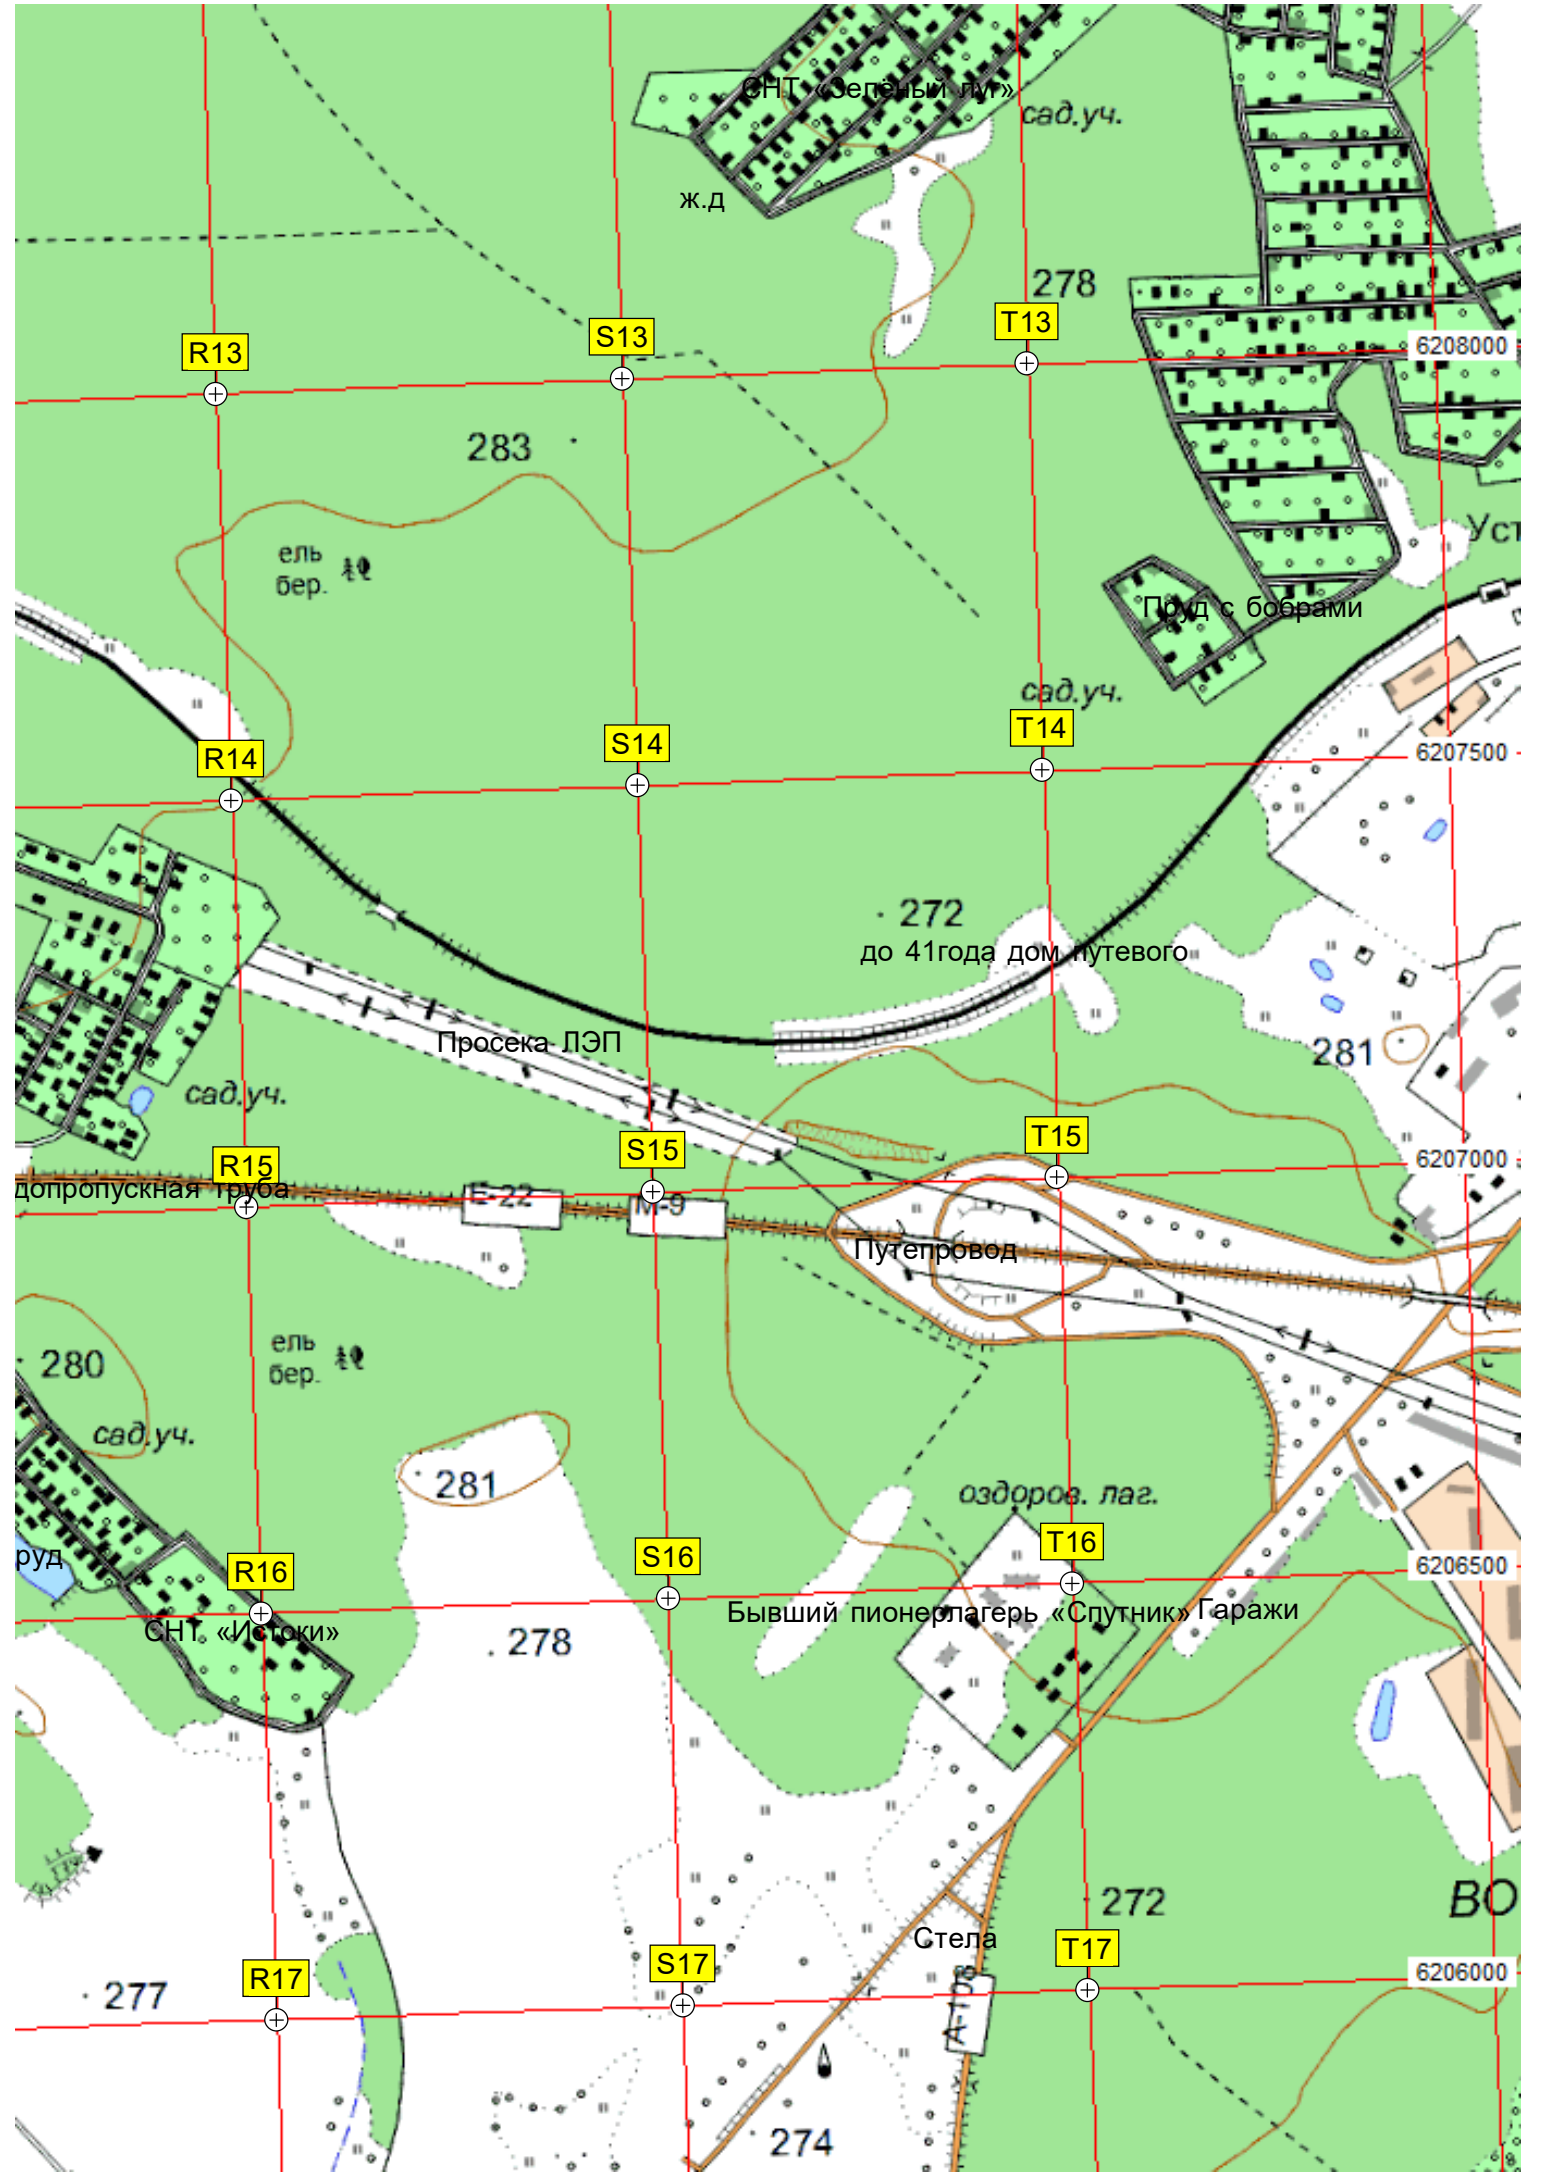 СНТ «Зелёный луг»
сад.уч.
ж.д
278
T13
S13
R13
6208000
283
ель
бер.
Пруд с бобрами
сад.уч.
T14
S14
R14
6207500
272
до 41года дом путевого
Просека ЛЭП
281
сад.уч.
T15
S15
R15
6207000
допропускная труба
E-22
М-9
Путепровод
ель
бер.
280
сад.уч.
281
оздоров. лаг.
T16
S16
R16
6206500
руд
СНТ «Истоки»
Бывший пионерлагерь «Спутник»
Гаражи
278
272
ВО
Стела
T17
S17
R17
6206000
277
А-108
274